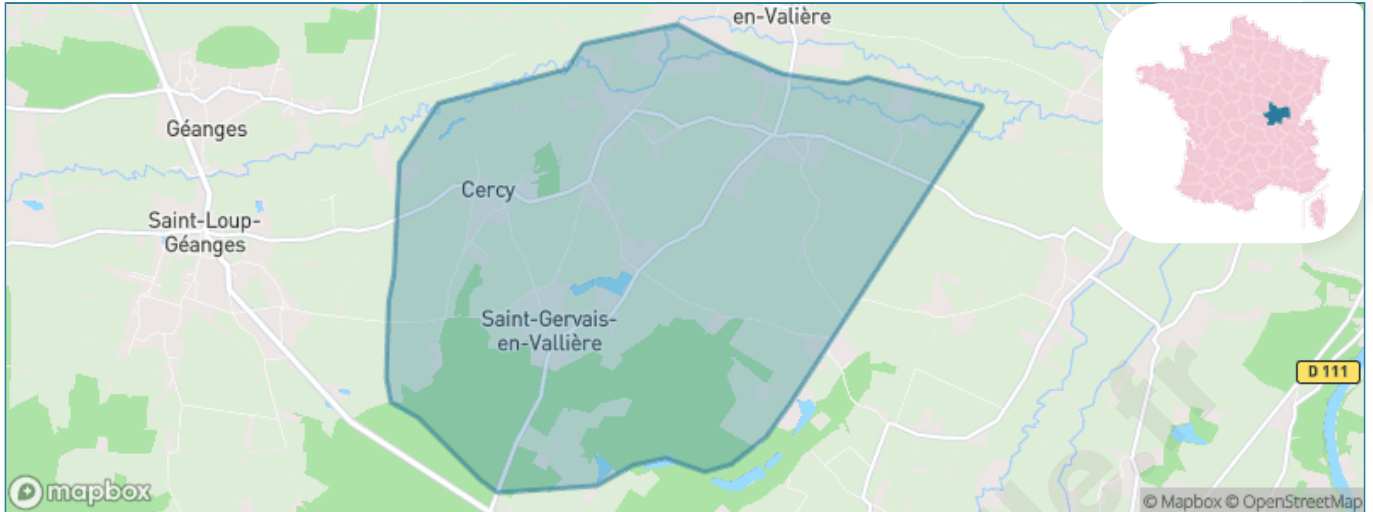 en-Valière
Géanges
Cercy
Saint-Loup-
Géanges
Saint-Gervais-
en-Vallière
D 111
mapbox
© Mapbox © OpenStreetMap